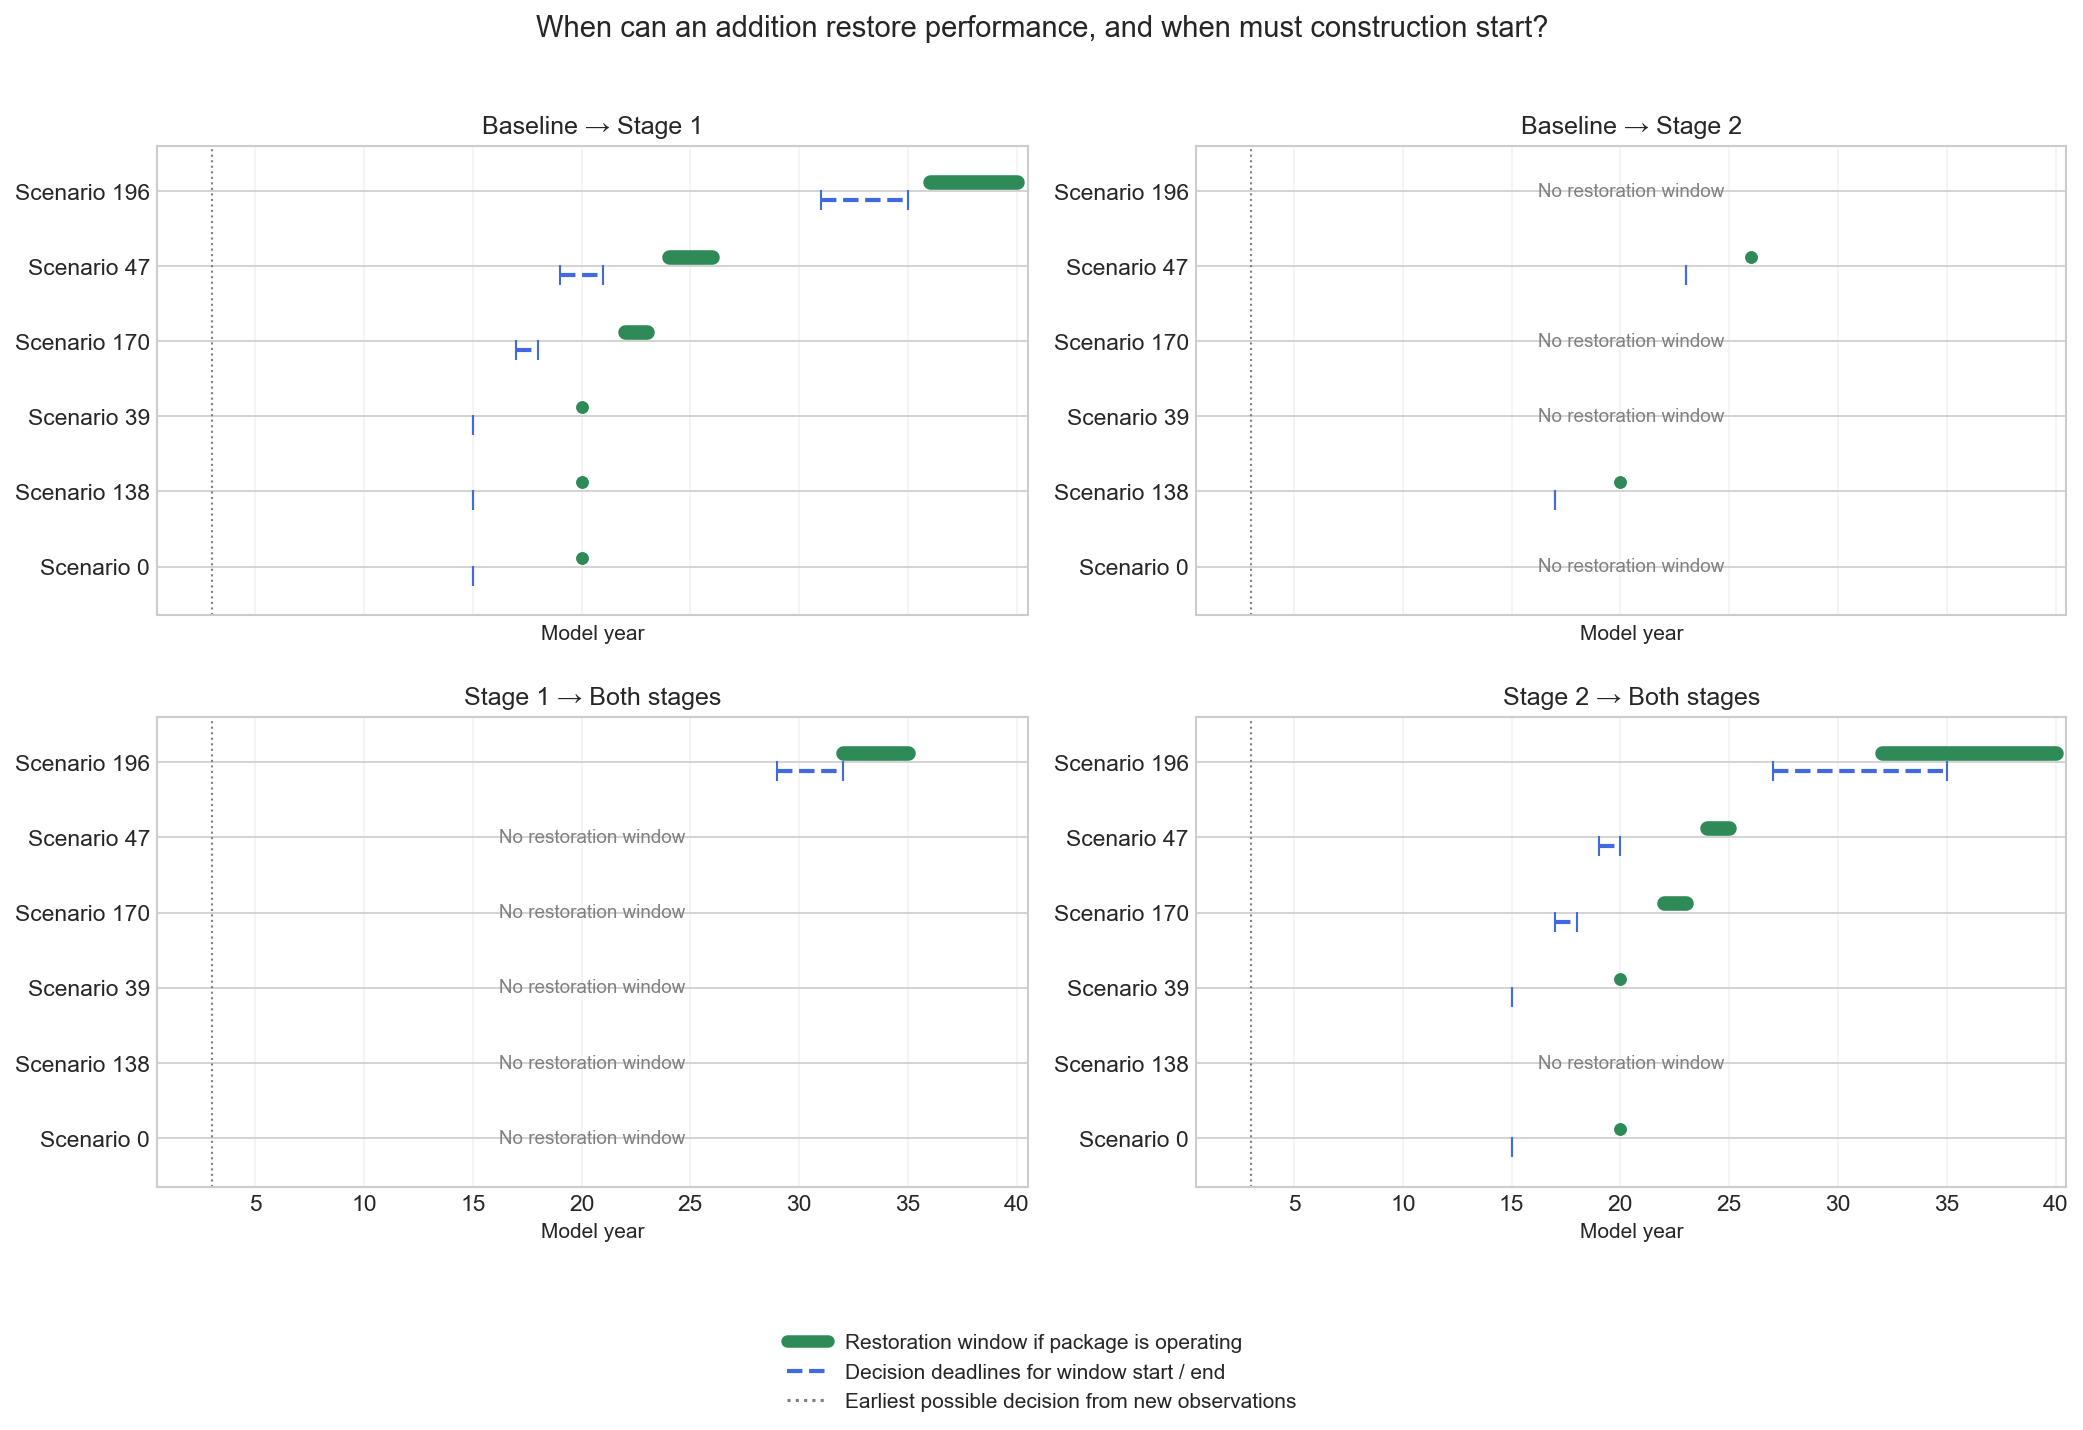 When can an addition restore performance, and when must construction start?
Baseline → Stage 1
Scenario 196
Scenario 47
Scenario 170
Scenario 39
Scenario 138
Scenario 0
Model year
Baseline → Stage 2
Scenario 196
No restoration window
Scenario 47
Scenario 170
No restoration window
Scenario 39
No restoration window
Scenario 138
Scenario 0
No restoration window
Model year
Stage 1 → Both stages
Scenario 196
Scenario 47
No restoration window
Scenario 170
No restoration window
Scenario 39
No restoration window
Scenario 138
No restoration window
Scenario 0
No restoration window
5 10 15 20 25 30 35 40
Model year
Stage 2 → Both stages
Scenario 196
Scenario 47
Scenario 170
Scenario 39
Scenario 138
No restoration window
Scenario 0
5 10 15 20 25 30 35 40
Model year
Restoration window if package is operating
Decision deadlines for window start / end
Earliest possible decision from new observations